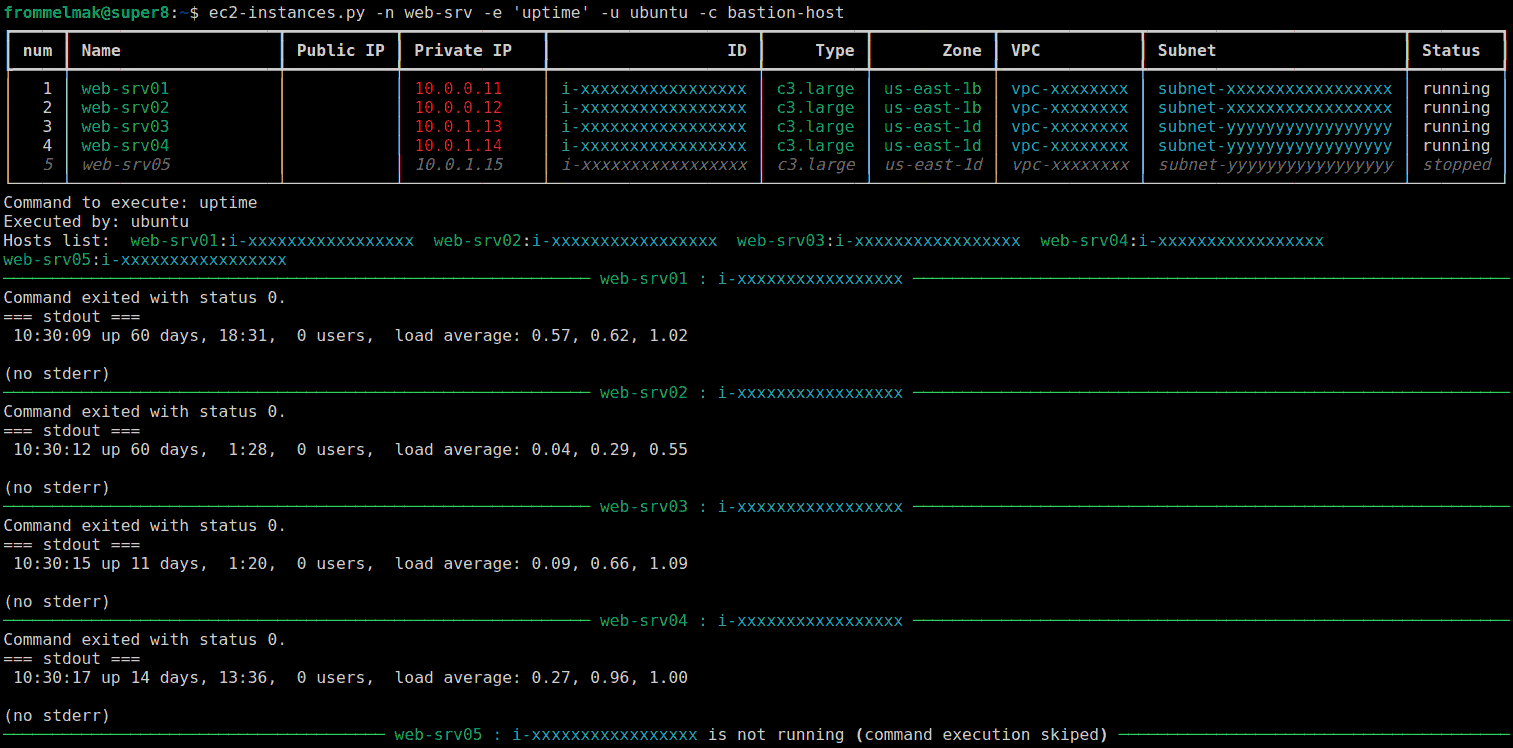 frommelmak@super8:~$ ec2-instances.py -n web-srv -e 'uptime' -u ubuntu -c bastion-host
num Name Public IP Private IP ID Type Zone VPC Subnet Status
1 web-srv01 10.0.0.11 i-xxxxxxxxxxxxxxxxx c3.large us-east-1b vpc-xxxxxxxx subnet-xxxxxxxxxxxxxxxxx running
2 web-srv02 10.0.0.12 i-xxxxxxxxxxxxxxxxx c3.large us-east-1b vpc-xxxxxxxx subnet-xxxxxxxxxxxxxxxxx running
3 web-srv03 10.0.1.13 i-xxxxxxxxxxxxxxxxx c3.large us-east-1d vpc-xxxxxxxx subnet-yyyyyyyyyyyyyyyyy running
4 web-srv04 10.0.1.14 i-xxxxxxxxxxxxxxxxx c3.large us-east-1d vpc-xxxxxxxx subnet-yyyyyyyyyyyyyyyyy running
5 web-srv05 10.0.1.15 i-xxxxxxxxxxxxxxxxx c3.large us-east-1d vpc-xxxxxxxx subnet-yyyyyyyyyyyyyyyyy stopped
Command to execute: uptime
Executed by: ubuntu
Hosts list:  web-srv01:i-xxxxxxxxxxxxxxxxx  web-srv02:i-xxxxxxxxxxxxxxxxx  web-srv03:i-xxxxxxxxxxxxxxxxx  web-srv04:i-xxxxxxxxxxxxxxxxx
web-srv05:i-xxxxxxxxxxxxxxxxx
web-srv01 : i-xxxxxxxxxxxxxxxxx
Command exited with status 0.
=== stdout ===
10:30:09 up 60 days, 18:31,  0 users,  load average: 0.57, 0.62, 1.02
(no stderr)
web-srv02 : i-xxxxxxxxxxxxxxxxx
Command exited with status 0.
=== stdout ===
10:30:12 up 60 days,  1:28,  0 users,  load average: 0.04, 0.29, 0.55
(no stderr)
web-srv03 : i-xxxxxxxxxxxxxxxxx
Command exited with status 0.
=== stdout ===
10:30:15 up 11 days,  1:20,  0 users,  load average: 0.09, 0.66, 1.09
(no stderr)
web-srv04 : i-xxxxxxxxxxxxxxxxx
Command exited with status 0.
=== stdout ===
10:30:17 up 14 days, 13:36,  0 users,  load average: 0.27, 0.96, 1.00
(no stderr)
web-srv05 : i-xxxxxxxxxxxxxxxxx is not running (command execution skiped)